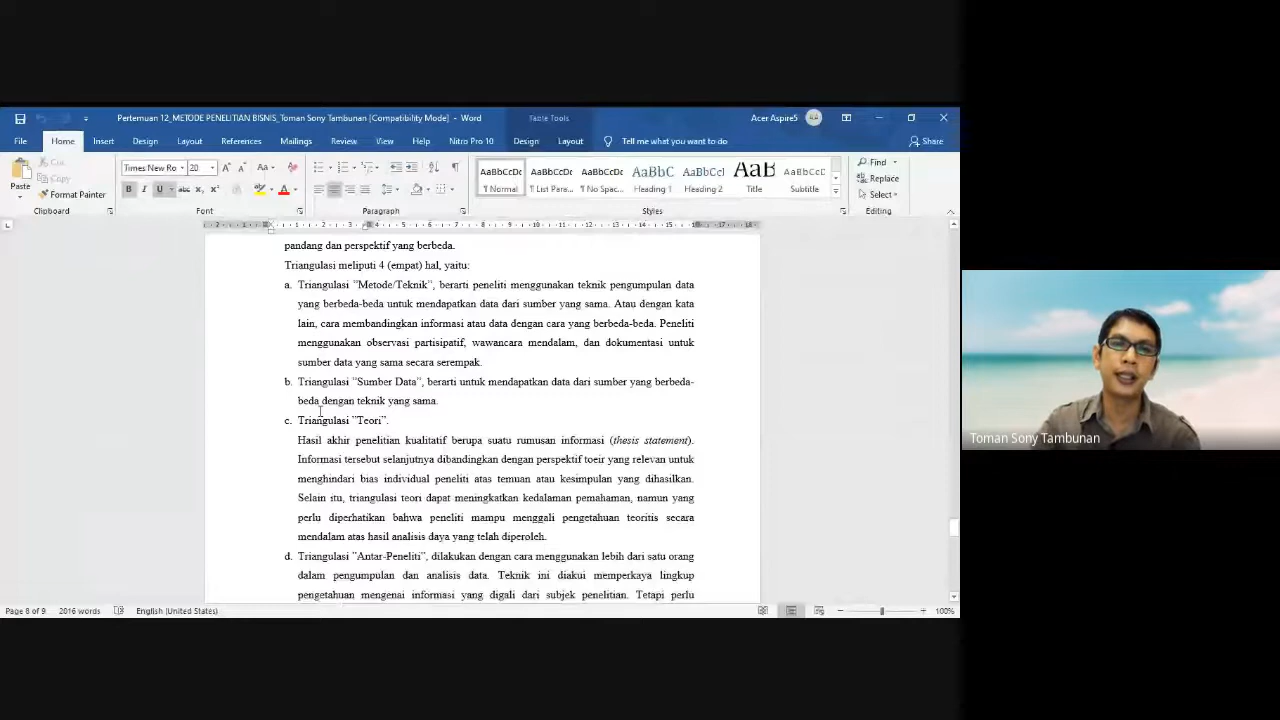 Pertemuan 12_METODE PENELITIAN BISNIS_Toman Sony Tambunan [Compatibility Mode] - Word
Table Tools
Acer Aspire5
File Home Insert Design Layout References Mailings Review View Help Nitro Pro 10 Design Layout Tell me what you want to do Share
Paste
Cut
Copy
Format Painter
Clipboard
Times New Ro 20
Font
Paragraph
AaBbCcDc AaBbCcDc AaBbCcDc AaBbC AaBbCcI AaB AaBbCcD
¶ Normal ¶ List Para... ¶ No Spac... Heading 1 Heading 2 Title Subtitle
Styles
Find
Replace
Select
Editing
pandang dan perspektif yang berbeda.
Triangulasi meliputi 4 (empat) hal, yaitu:
a. Triangulasi "Metode/Teknik", berarti peneliti menggunakan teknik pengumpulan data
yang berbeda-beda untuk mendapatkan data dari sumber yang sama. Atau dengan kata
lain, cara membandingkan informasi atau data dengan cara yang berbeda-beda. Peneliti
menggunakan observasi partisipatif, wawancara mendalam, dan dokumentasi untuk
sumber data yang sama secara serempak.
b. Triangulasi "Sumber Data", berarti untuk mendapatkan data dari sumber yang berbeda-
beda dengan teknik yang sama.
c. Triangulasi "Teori".
Hasil akhir penelitian kualitatif berupa suatu rumusan informasi (thesis statement).
Informasi tersebut selanjutnya dibandingkan dengan perspektif toeir yang relevan untuk
menghindari bias individual peneliti atas temuan atau kesimpulan yang dihasilkan.
Selain itu, triangulasi teori dapat meningkatkan kedalaman pemahaman, namun yang
perlu diperhatikan bahwa peneliti mampu menggali pengetahuan teoritis secara
mendalam atas hasil analisis daya yang telah diperoleh.
d. Triangulasi "Antar-Peneliti", dilakukan dengan cara menggunakan lebih dari satu orang
dalam pengumpulan dan analisis data. Teknik ini diakui memperkaya lingkup
pengetahuan mengenai informasi yang digali dari subjek penelitian. Tetapi perlu
Page 8 of 9 2016 words English (United States) 100%
Toman Sony Tambunan